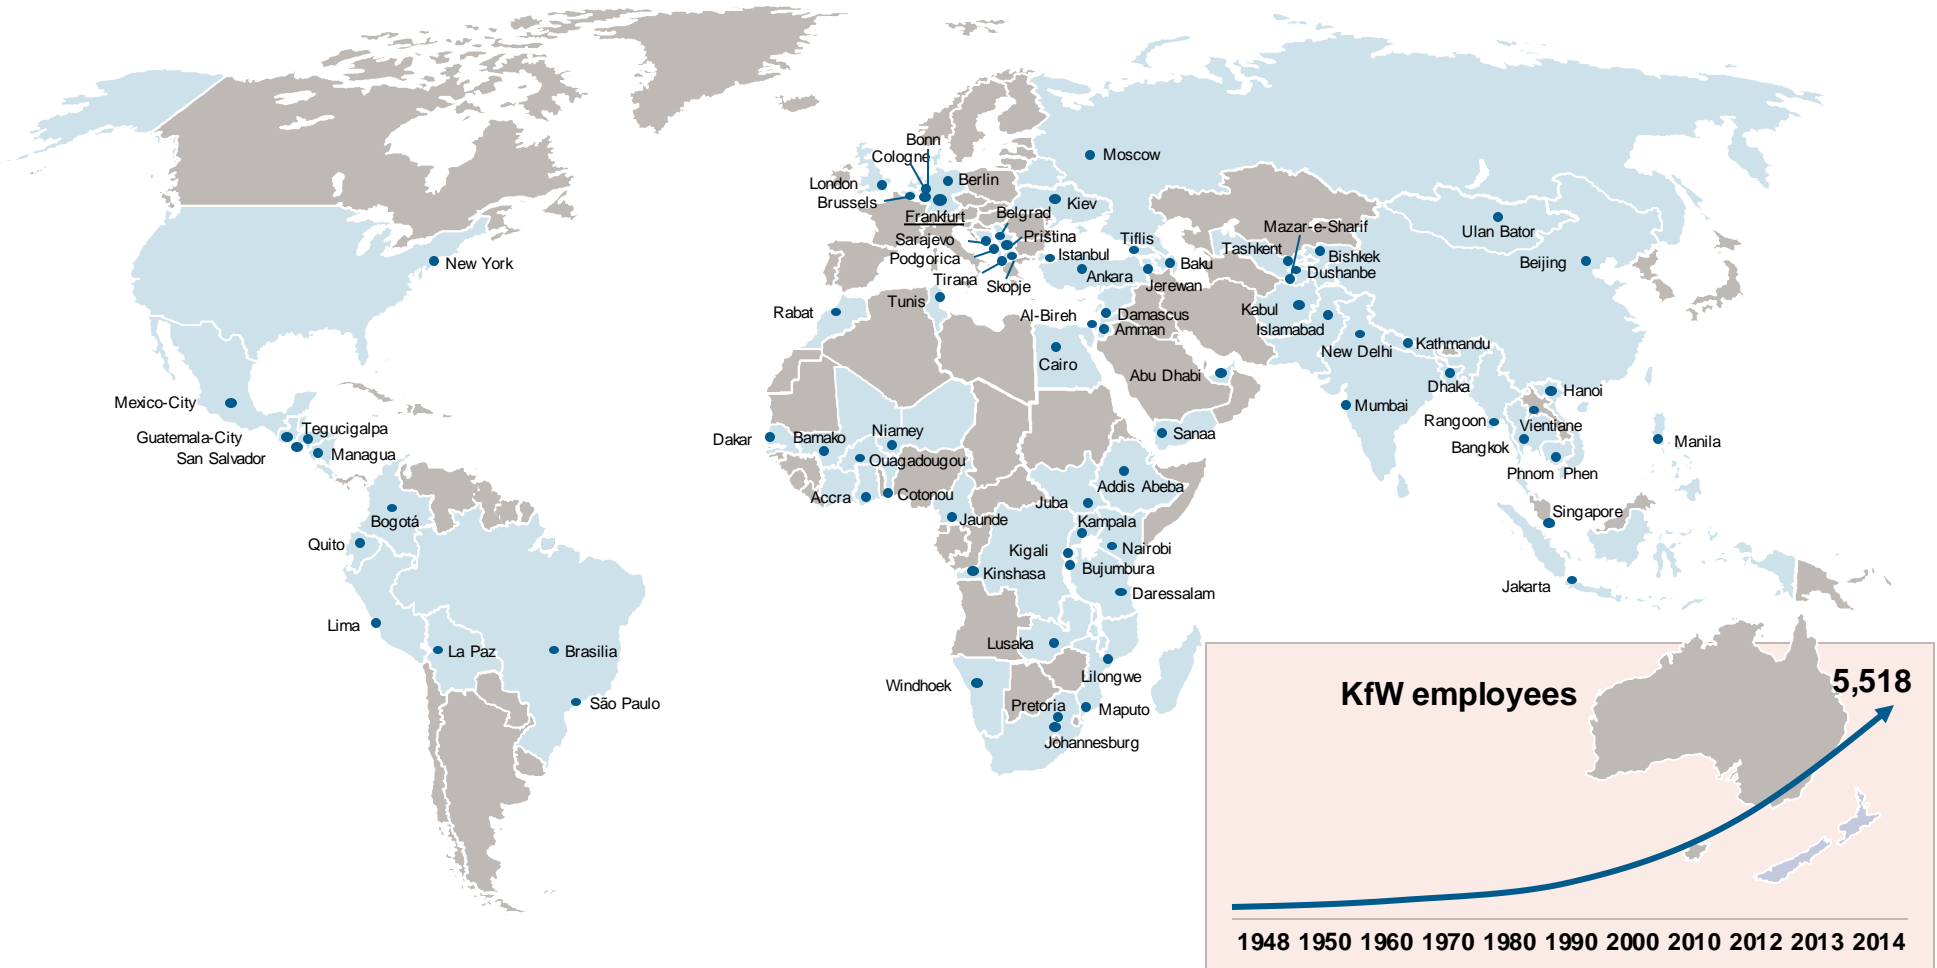 Bonn
Cologne
Moscow
London
Berlin
Brussels
Kiev
Frankfurt
Belgrad
Mazar-e-Sharif
Ulan Bator
Sarajevo
Priština
Tiflis
Tashkent
Bishkek
Podgorica
Istanbul
Baku
Dushanbe
Beijing
New York
Tirana
Skopje
Ankara
Jerewan
Tunis
Rabat
Al-Bireh
Damascus
Amman
Kabul
Islamabad
New Delhi
Kathmandu
Cairo
Abu Dhabi
Dhaka
Hanoi
Mexico-City
Mumbai
Rangoon
Vientiane
Guatemala-City
Tegucigalpa
San Salvador
Managua
Dakar
Bamako
Niamey
Sanaa
Bangkok
Manila
Ouagadougou
Phnom Phen
Accra
Cotonou
Addis Abeba
Juba
Bogotá
Jaunde
Kampala
Singapore
Quito
Kigali
Nairobi
Bujumbura
Kinshasa
Jakarta
Daressalam
Lima
La Paz
Brasilia
Lusaka
Lilongwe
Windhoek
São Paulo
Pretoria
Maputo
Johannesburg
KfW employees
5,518
1948 1950 1960 1970 1980 1990 2000 2010 2012 2013 2014